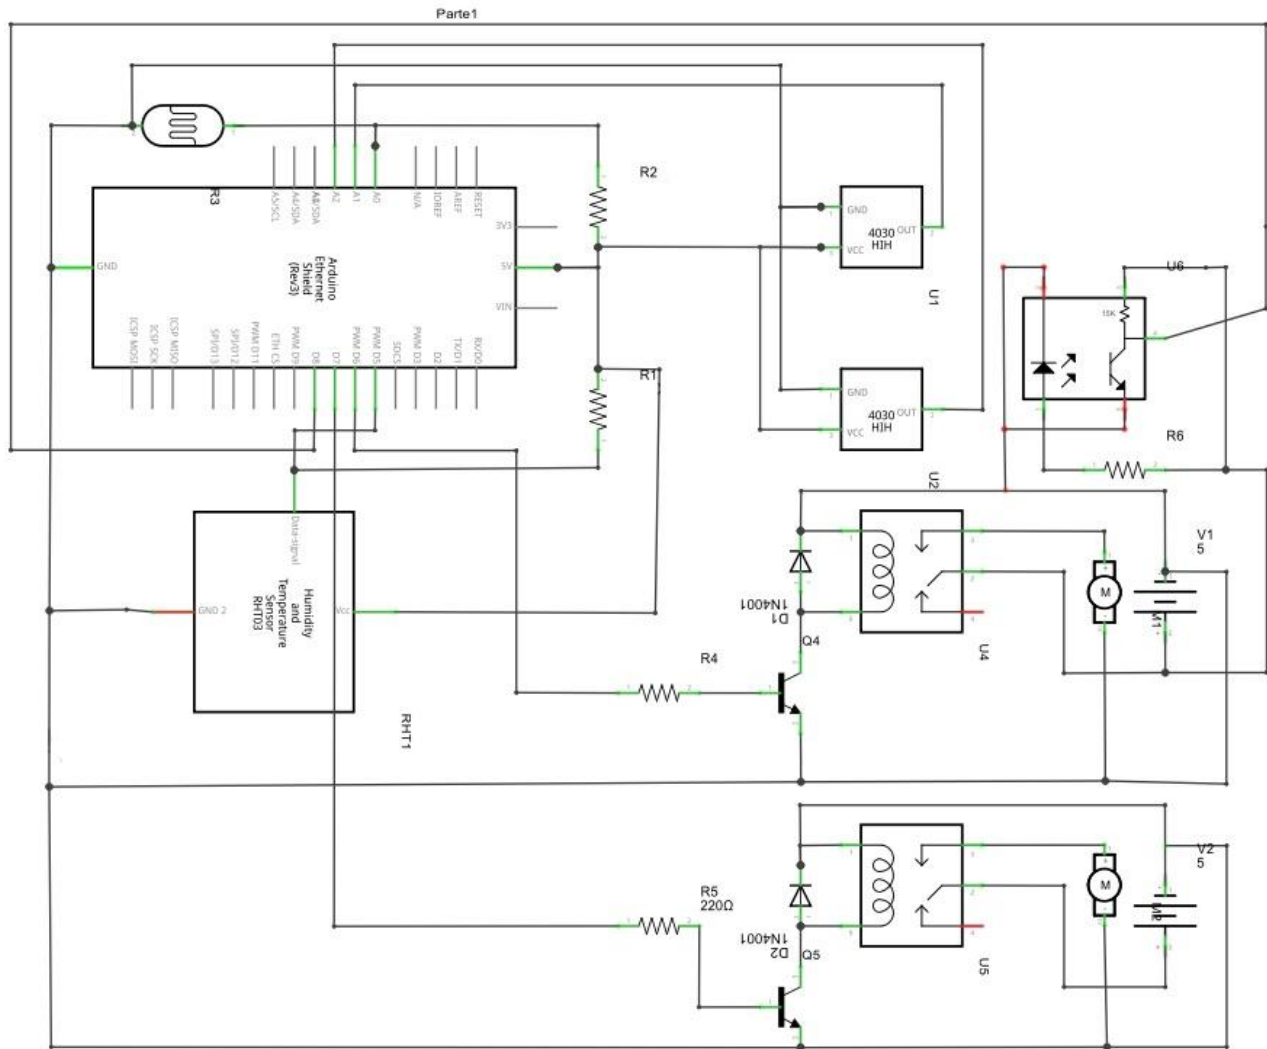 Parte1
R3
A5/SCL
A4/SDA
A2
A1
A0
N/A
IOREF
AREF
RESET
R2
3V3
5V
VIN
GND
Arduino
Ethernet
Shield
(Rev3)
ICSP MOSI
ICSP SCK
ICSP MISO
SPI/D13
SPI/D12
PWM D11
ETH CS
PWM D9
D8
D7
PWM D6
PWM D5
SDCS
PWM D3
D2
TX/D1
RX/D0
R1
GND
VCC
4030
HIH
OUT
U1
GND
VCC
4030
HIH
OUT
U2
U6
10K
R6
Data-signal
GND 2
Vcc
Humidity
and
Temperature
Sensor
RHT03
RHT1
R4
D1
1N4001
Q4
U4
M
M1
V1
5
R5
220Ω
D2
1N4001
Q5
U5
M
M2
V2
5